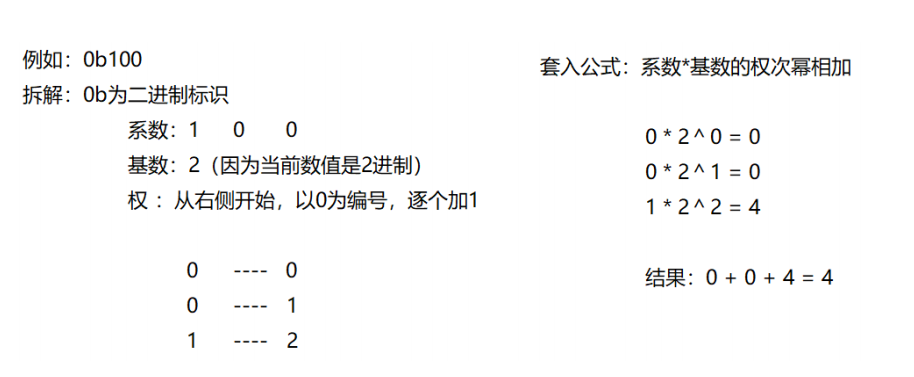 例如：0b100
拆解：0b为二进制标识
系数：1 0 0
基数：2（因为当前数值是2进制）
权 ：从右侧开始，以0为编号，逐个加1
0 ---- 0
0 ---- 1
1 ---- 2
套入公式：系数*基数的权次幂相加
0 * 2 ^ 0 = 0
0 * 2 ^ 1 = 0
1 * 2 ^ 2 = 4
结果：0 + 0 + 4 = 4